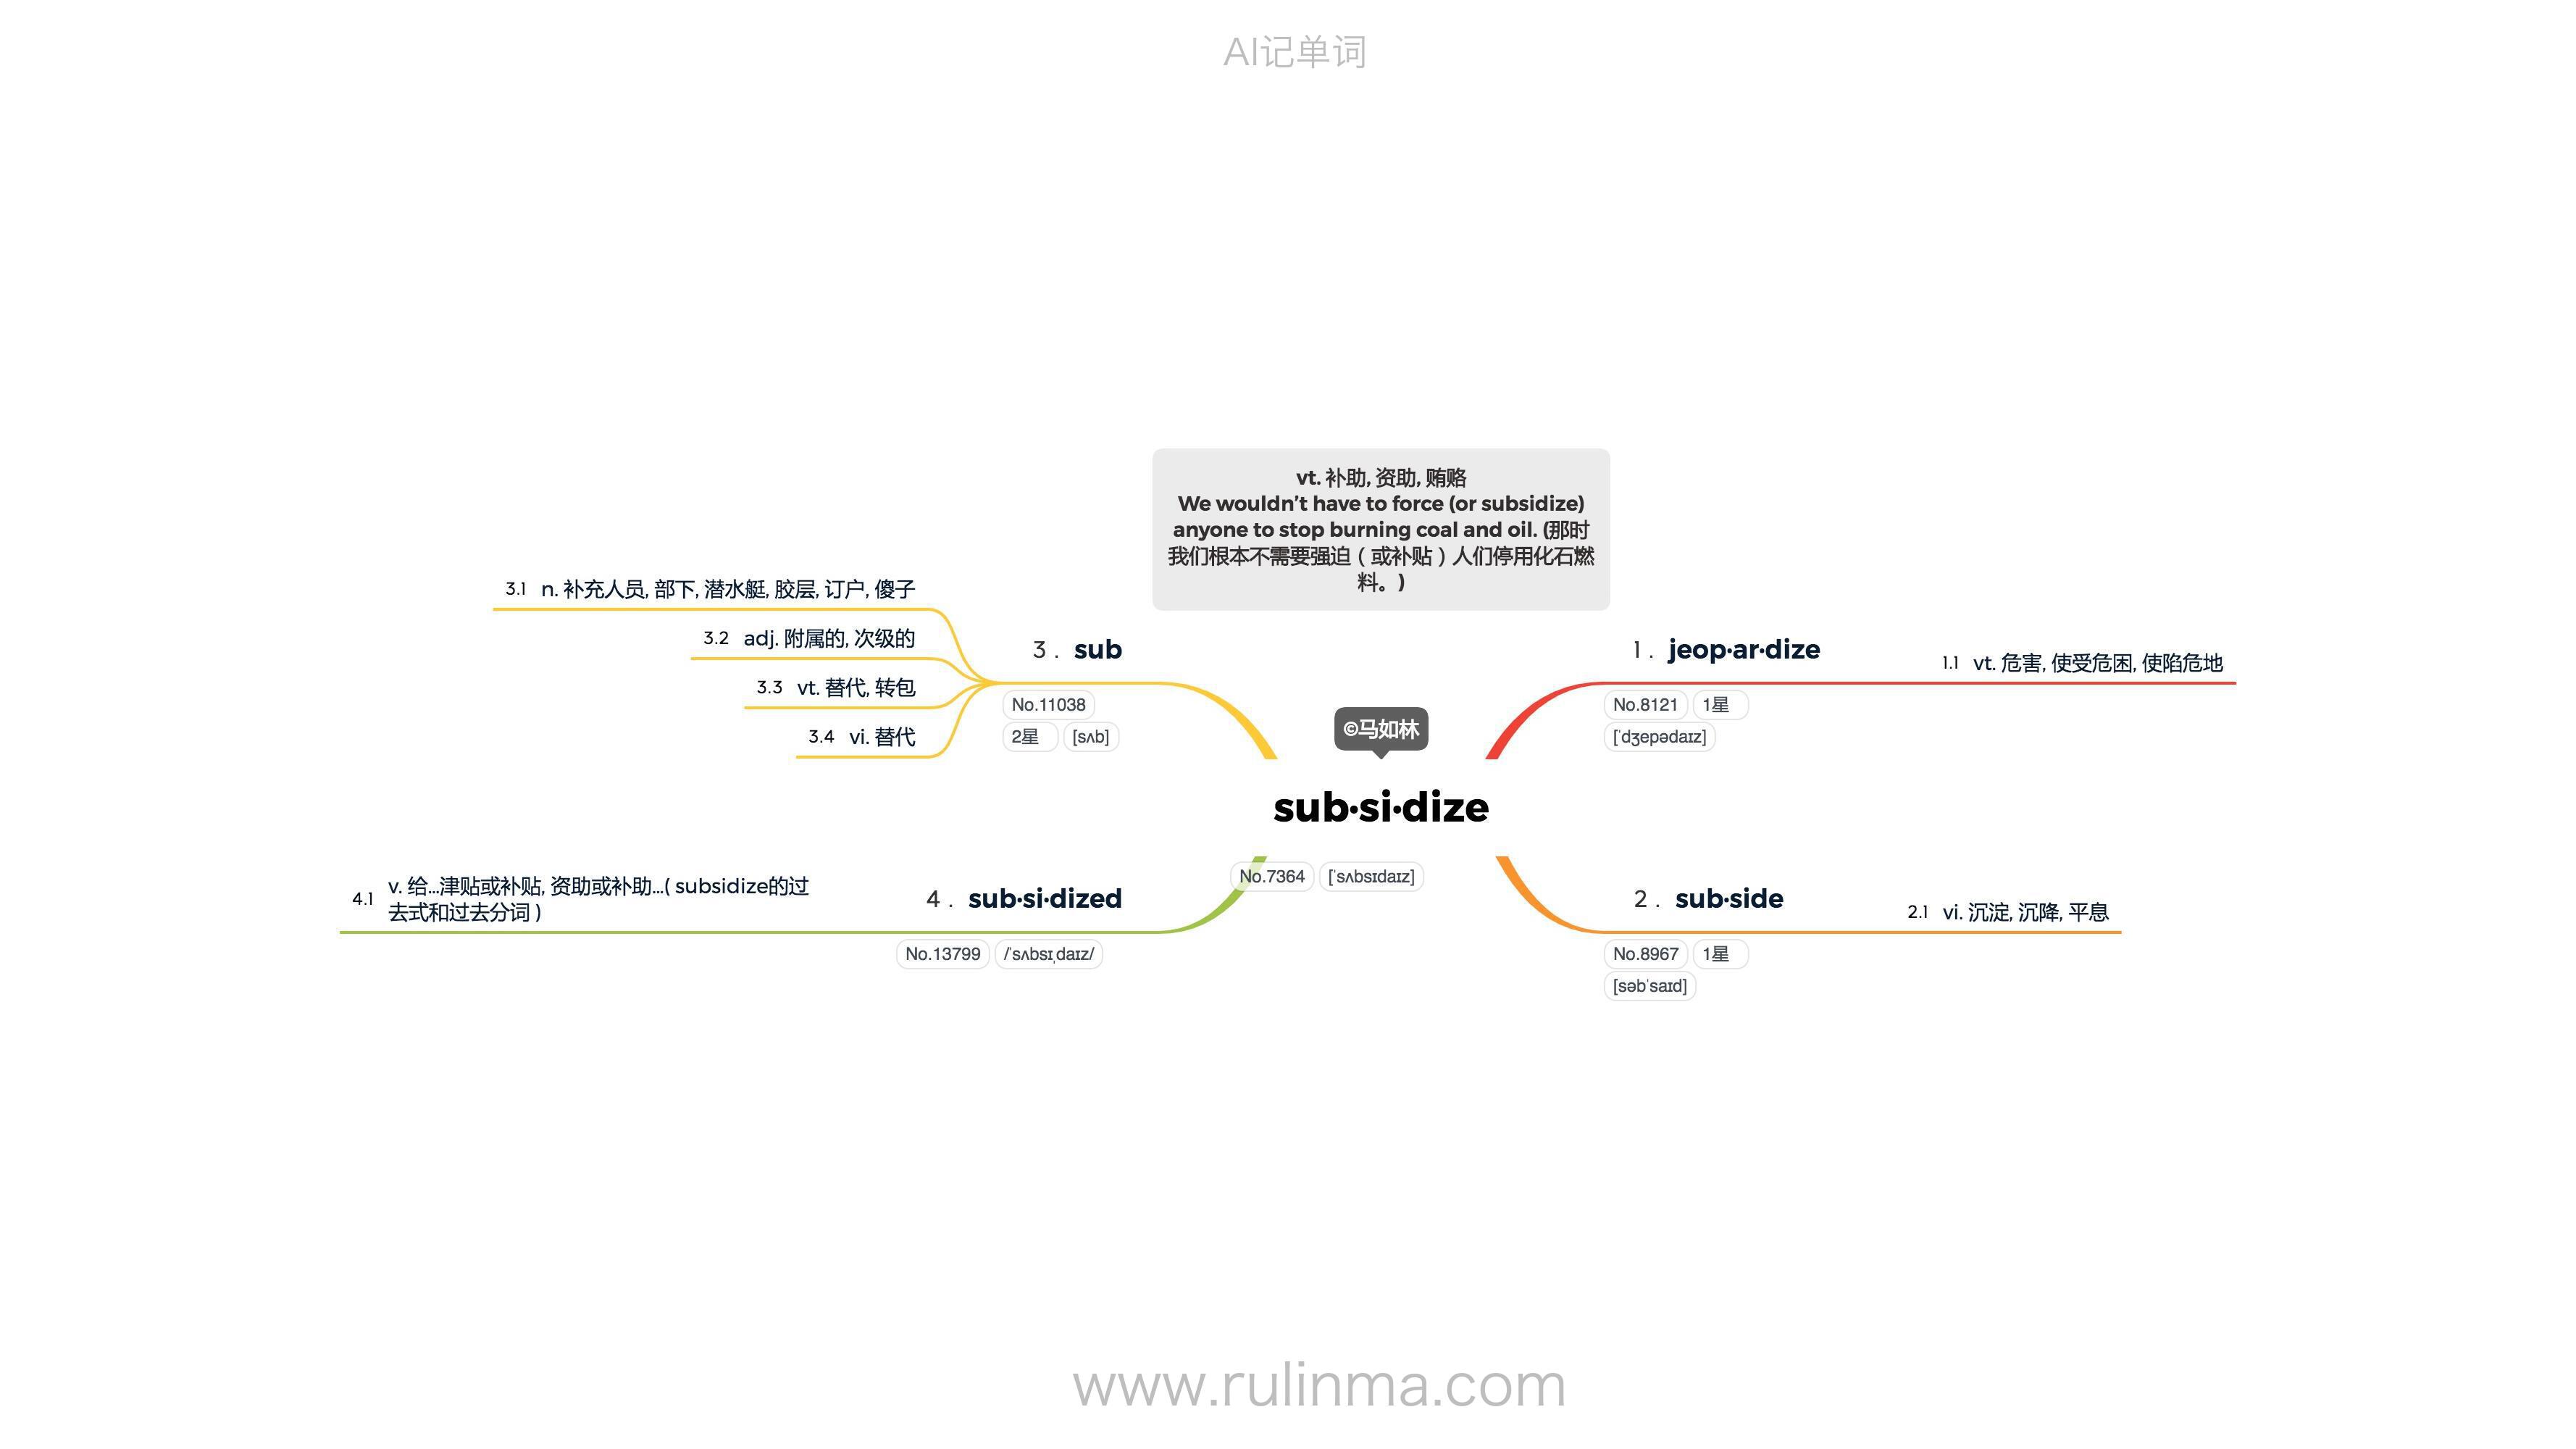 AI记单词
vt. 补助, 资助, 贿赂
We wouldn’t have to force (or subsidize)
anyone to stop burning coal and oil. (那时
我们根本不需要强迫（或补贴）人们停用化石燃
料。)
©马如林
sub·si·dize
No.7364 [ˈsʌbsɪdaɪz]
1 . jeop·ar·dize
No.8121 1星
[ˈdʒepədaɪz]
1.1 vt. 危害, 使受危困, 使陷危地
2 . sub·side
No.8967 1星
[səbˈsaɪd]
2.1 vi. 沉淀, 沉降, 平息
3 . sub
No.11038
2星 [sʌb]
3.1 n. 补充人员, 部下, 潜水艇, 胶层, 订户, 傻子
3.2 adj. 附属的, 次级的
3.3 vt. 替代, 转包
3.4 vi. 替代
4 . sub·si·dized
No.13799 /ˈsʌbsɪˌdaɪz/
4.1 v. 给...津贴或补贴, 资助或补助...( subsidize的过
去式和过去分词 )
www.rulinma.com